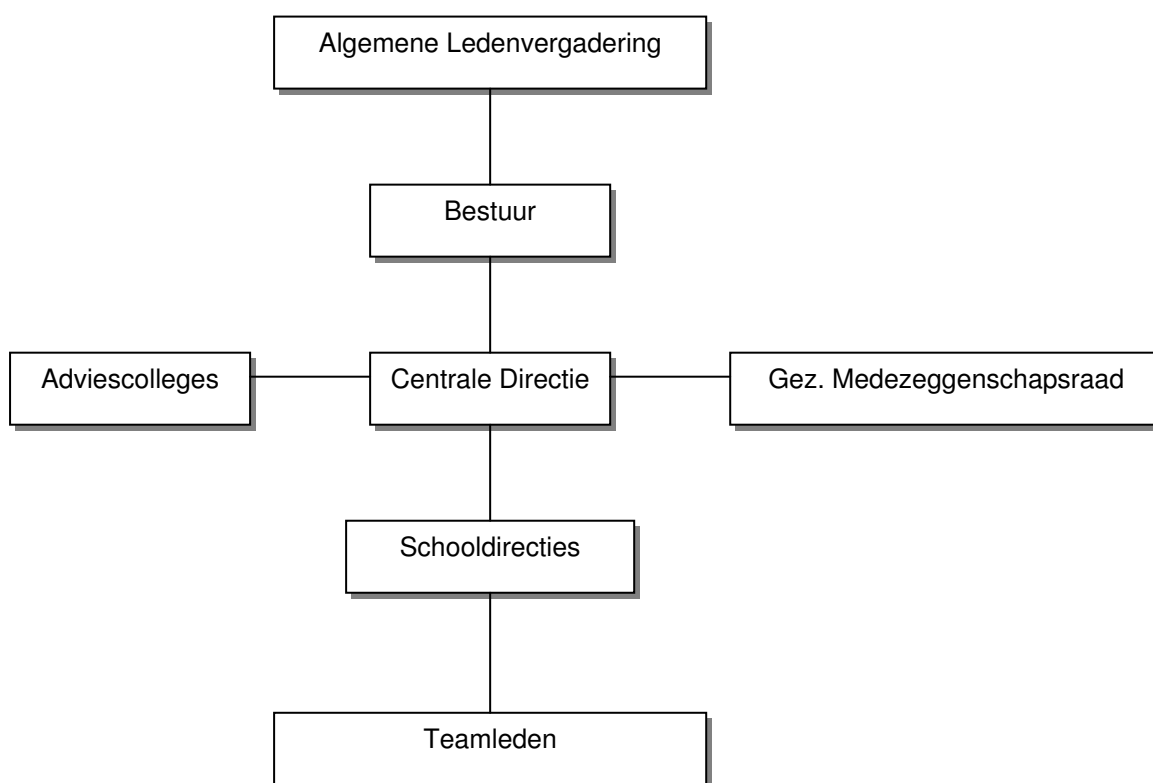 Algemene Ledenvergadering
Bestuur
Adviescolleges
Centrale Directie
Gez. Medezeggenschapsraad
Schooldirecties
Teamleden